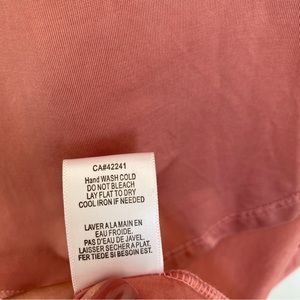 CA#42241
Hand WASH COLD
DO NOT BLEACH
LAY FLAT TO DRY
COOL IRON IF NEEDED
LAVER A LA MAIN EN
EAU FROIDE.
PAS D'EAU DE JAVEL.
LAISSER SECHER A PLAT.
FER TIEDE SI BESOIN EST.